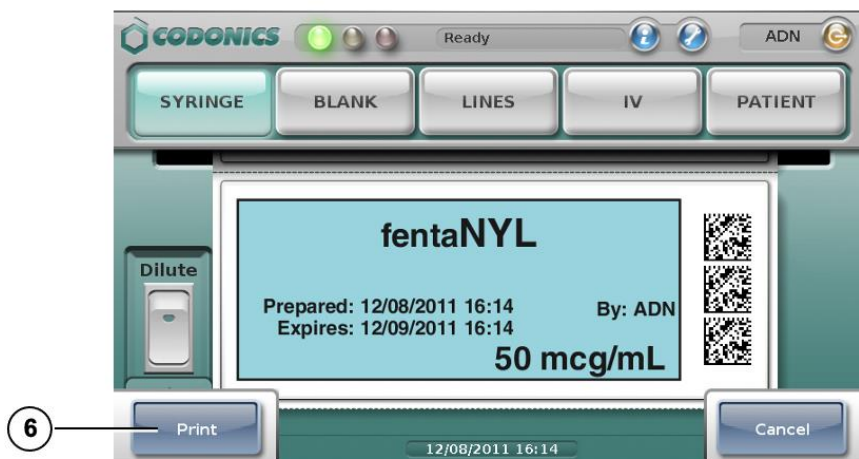 CODONICS Ready ADN
SYRINGE BLANK LINES IV PATIENT
fentaNYL
Dilute
Prepared: 12/08/2011 16:14 By: ADN
Expires: 12/09/2011 16:14
50 mcg/mL
6 Print Cancel
12/08/2011 16:14